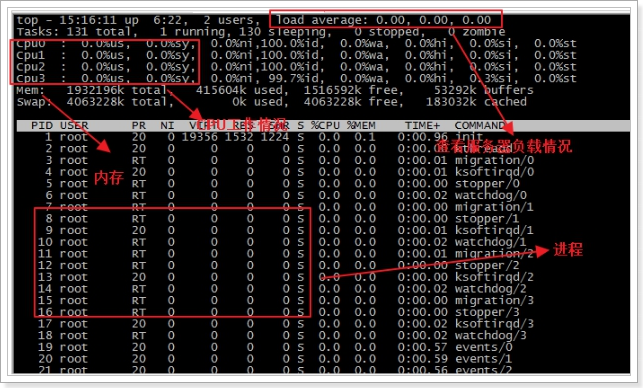 top - 15:16:11 up  6:22,  2 users,  load average: 0.00, 0.00, 0.00
Tasks: 131 total,   1 running, 130 sleeping,   0 stopped,   0 zombie
Cpu0  :  0.0%us,  0.0%sy,  0.0%ni,100.0%id,  0.0%wa,  0.0%hi,  0.0%si,  0.0%st
Cpu1  :  0.0%us,  0.0%sy,  0.0%ni,100.0%id,  0.0%wa,  0.0%hi,  0.0%si,  0.0%st
Cpu2  :  0.0%us,  0.0%sy,  0.0%ni,100.0%id,  0.0%wa,  0.0%hi,  0.0%si,  0.0%st
Cpu3  :  0.0%us,  0.0%sy,  0.0%ni, 99.7%id,  0.0%wa,  0.0%hi,  0.3%si,  0.0%st
Mem:   1932196k total,   415604k used,  1516592k free,    53292k buffers
Swap:  4063228k total,        0k used,  4063228k free,   183032k cached
CPU工作情况
PID USER      PR  NI S %CPU %MEM    TIME+  COMMAND
1 root      20   0 19356 1532 1224 S  0.0  0.1   0:00.96 init
查看服务器负载情况
2 root      20   0     0    0    0 S  0.0  0.0
3 root      RT   0     0    0    0 S  0.0  0.0   0:00.00 migration/0
内存
4 root      20   0     0    0    0 S  0.0  0.0   0:00.01 ksoftirqd/0
5 root      RT   0     0    0    0 S  0.0  0.0   0:00.00 stopper/0
6 root      RT   0     0    0    0 S  0.0  0.0   0:00.02 watchdog/0
7 root      RT   0     0    0    0 S  0.0  0.0   0:00.00 migration/1
8 root      RT   0     0    0    0 S  0.0  0.0   0:00.00 stopper/1
9 root      20   0     0    0    0 S  0.0  0.0   0:00.01 ksoftirqd/1
10 root      RT   0     0    0    0 S  0.0  0.0   0:00.02 watchdog/1
11 root      RT   0     0    0    0 S  0.0  0.0   0:00.01 migration/2
进程
12 root      RT   0     0    0    0 S  0.0  0.0   0:00.00 stopper/2
13 root      20   0     0    0    0 S  0.0  0.0   0:00.00 ksoftirqd/2
14 root      RT   0     0    0    0 S  0.0  0.0   0:00.02 watchdog/2
15 root      RT   0     0    0    0 S  0.0  0.0   0:00.01 migration/3
16 root      RT   0     0    0    0 S  0.0  0.0   0:00.00 stopper/3
17 root      20   0     0    0    0 S  0.0  0.0   0:00.02 ksoftirqd/3
18 root      RT   0     0    0    0 S  0.0  0.0   0:00.02 watchdog/3
19 root      20   0     0    0    0 S  0.0  0.0   0:00.57 events/0
20 root      20   0     0    0    0 S  0.0  0.0   0:00.59 events/1
21 root      20   0     0    0    0 S  0.0  0.0   0:00.56 events/2